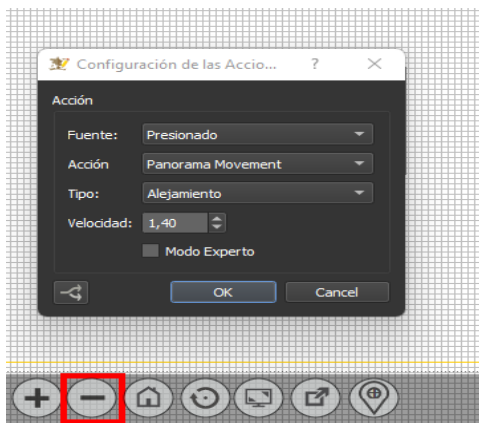 Configuración de las Accio... ?
Acción
Fuente: Presionado
Acción Panorama Movement
Tipo: Alejamiento
Velocidad: 1,40
Modo Experto
OK Cancel